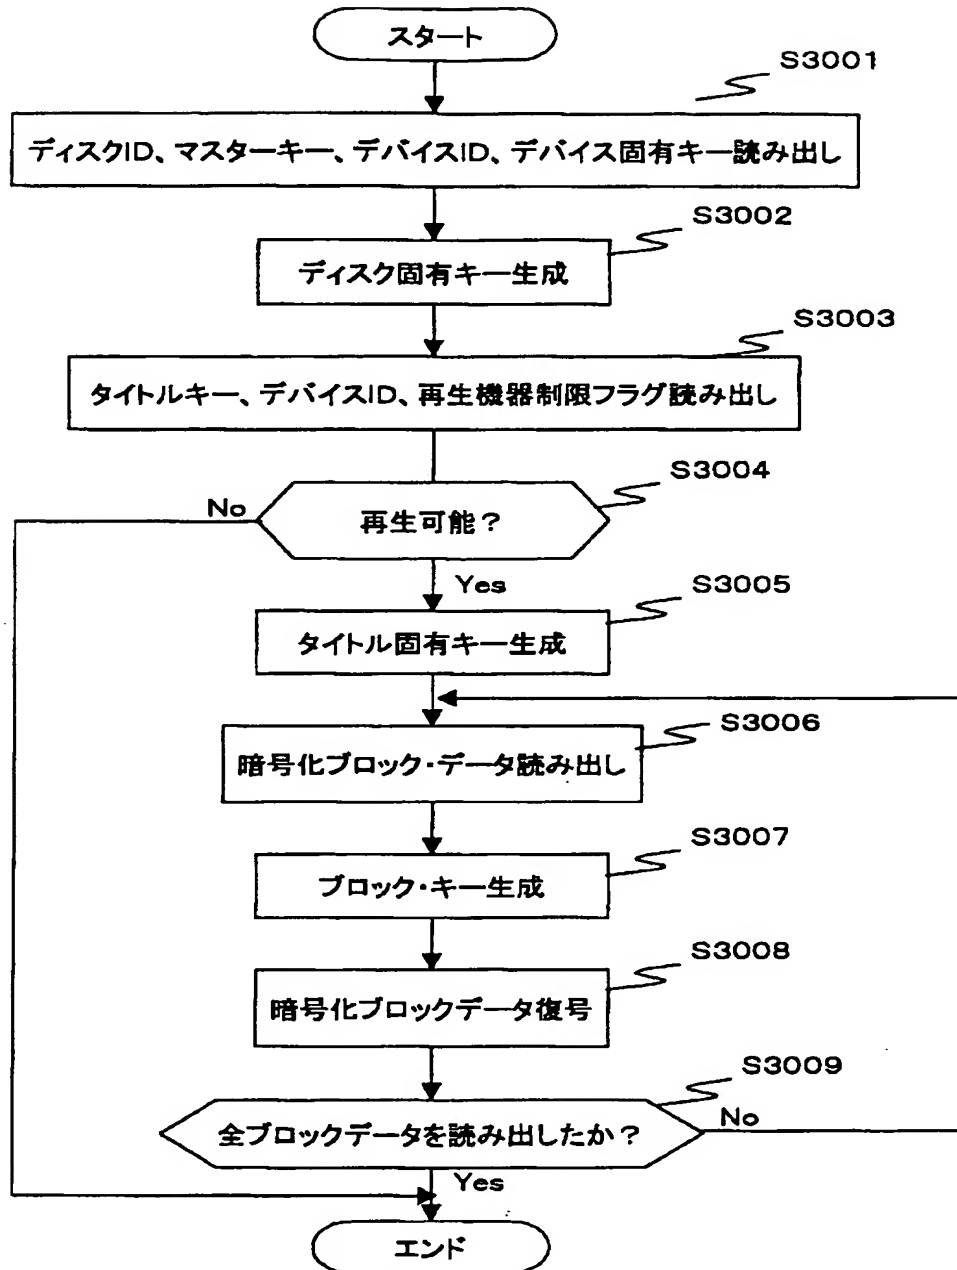 スタート
S3001
ディスクID、マスターキー、デバイスID、デバイス固有キー読み出し
S3002
ディスク固有キー生成
S3003
タイトルキー、デバイスID、再生機器制限フラグ読み出し
S3004
No
再生可能?
Yes
S3005
タイトル固有キー生成
S3006
暗号化ブロック・データ読み出し
S3007
ブロック・キー生成
S3008
暗号化ブロックデータ復号
S3009
全ブロックデータを読み出したか?
No
Yes
エンド